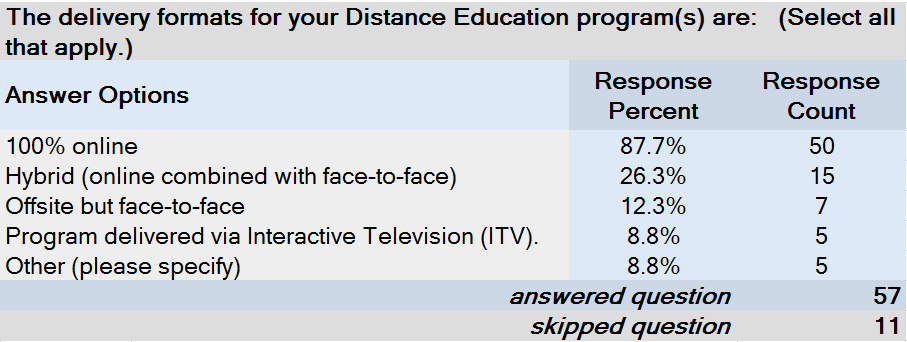 The delivery formats for your Distance Education program(s) are:   (Select all
that apply.)
Answer Options Response Percent Response Count
100% online 87.7% 50
Hybrid (online combined with face-to-face) 26.3% 15
Offsite but face-to-face 12.3% 7
Program delivered via Interactive Television (ITV). 8.8% 5
Other (please specify) 8.8% 5
answered question 57
skipped question 11